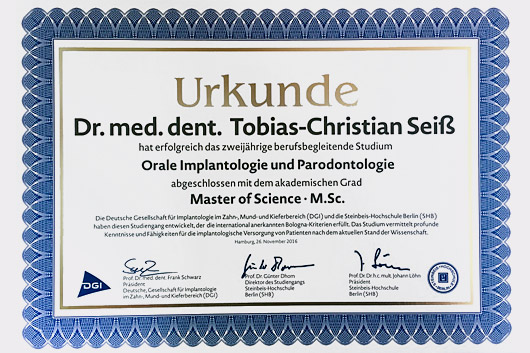 Urkunde
Dr. med. dent. Tobias-Christian Seiß
hat erfolgreich das zweijährige berufsbegleitende Studium
Orale Implantologie und Parodontologie
abgeschlossen mit dem akademischen Grad
Master of Science · M.Sc.
Die Deutsche Gesellschaft für Implantologie im Zahn-, Mund- und Kieferbereich (DGI) und die Steinbeis-Hochschule Berlin (SHB)
haben diesen Studiengang entwickelt, der die international anerkannten Bologna-Kriterien erfüllt. Das Studium vermittelt profunde
Kenntnisse und Fähigkeiten für die implantologische Versorgung von Patienten nach dem aktuellen Stand der Wissenschaft.
Hamburg, 26. November 2016
DGI
Prof. Dr. med. dent. Frank Schwarz
Präsident
Deutsche Gesellschaft für Implantologie
im Zahn-, Mund- und Kieferbereich (DGI)
Prof. Dr. Günter Dhom
Direktor des Studiengangs
Steinbeis-Hochschule
Berlin (SHB)
Prof. Dr. Dr. h.c. mult. Johann Löhn
Präsident
Steinbeis-Hochschule
Berlin (SHB)